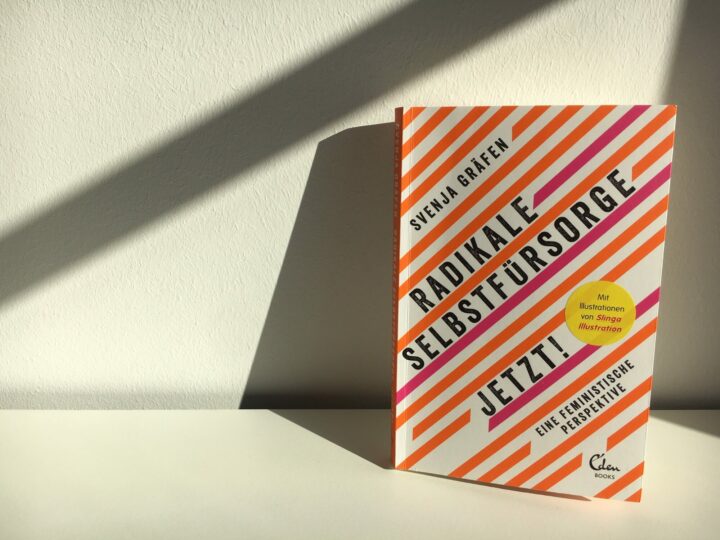 SVENJA GRÄFEN
RADIKALE
SELBSTFÜRSORGE
JETZT!
EINE FEMINISTISCHE
PERSPEKTIVE
Mit
Illustrationen
von Slinga
Illustration
Eden
BOOKS